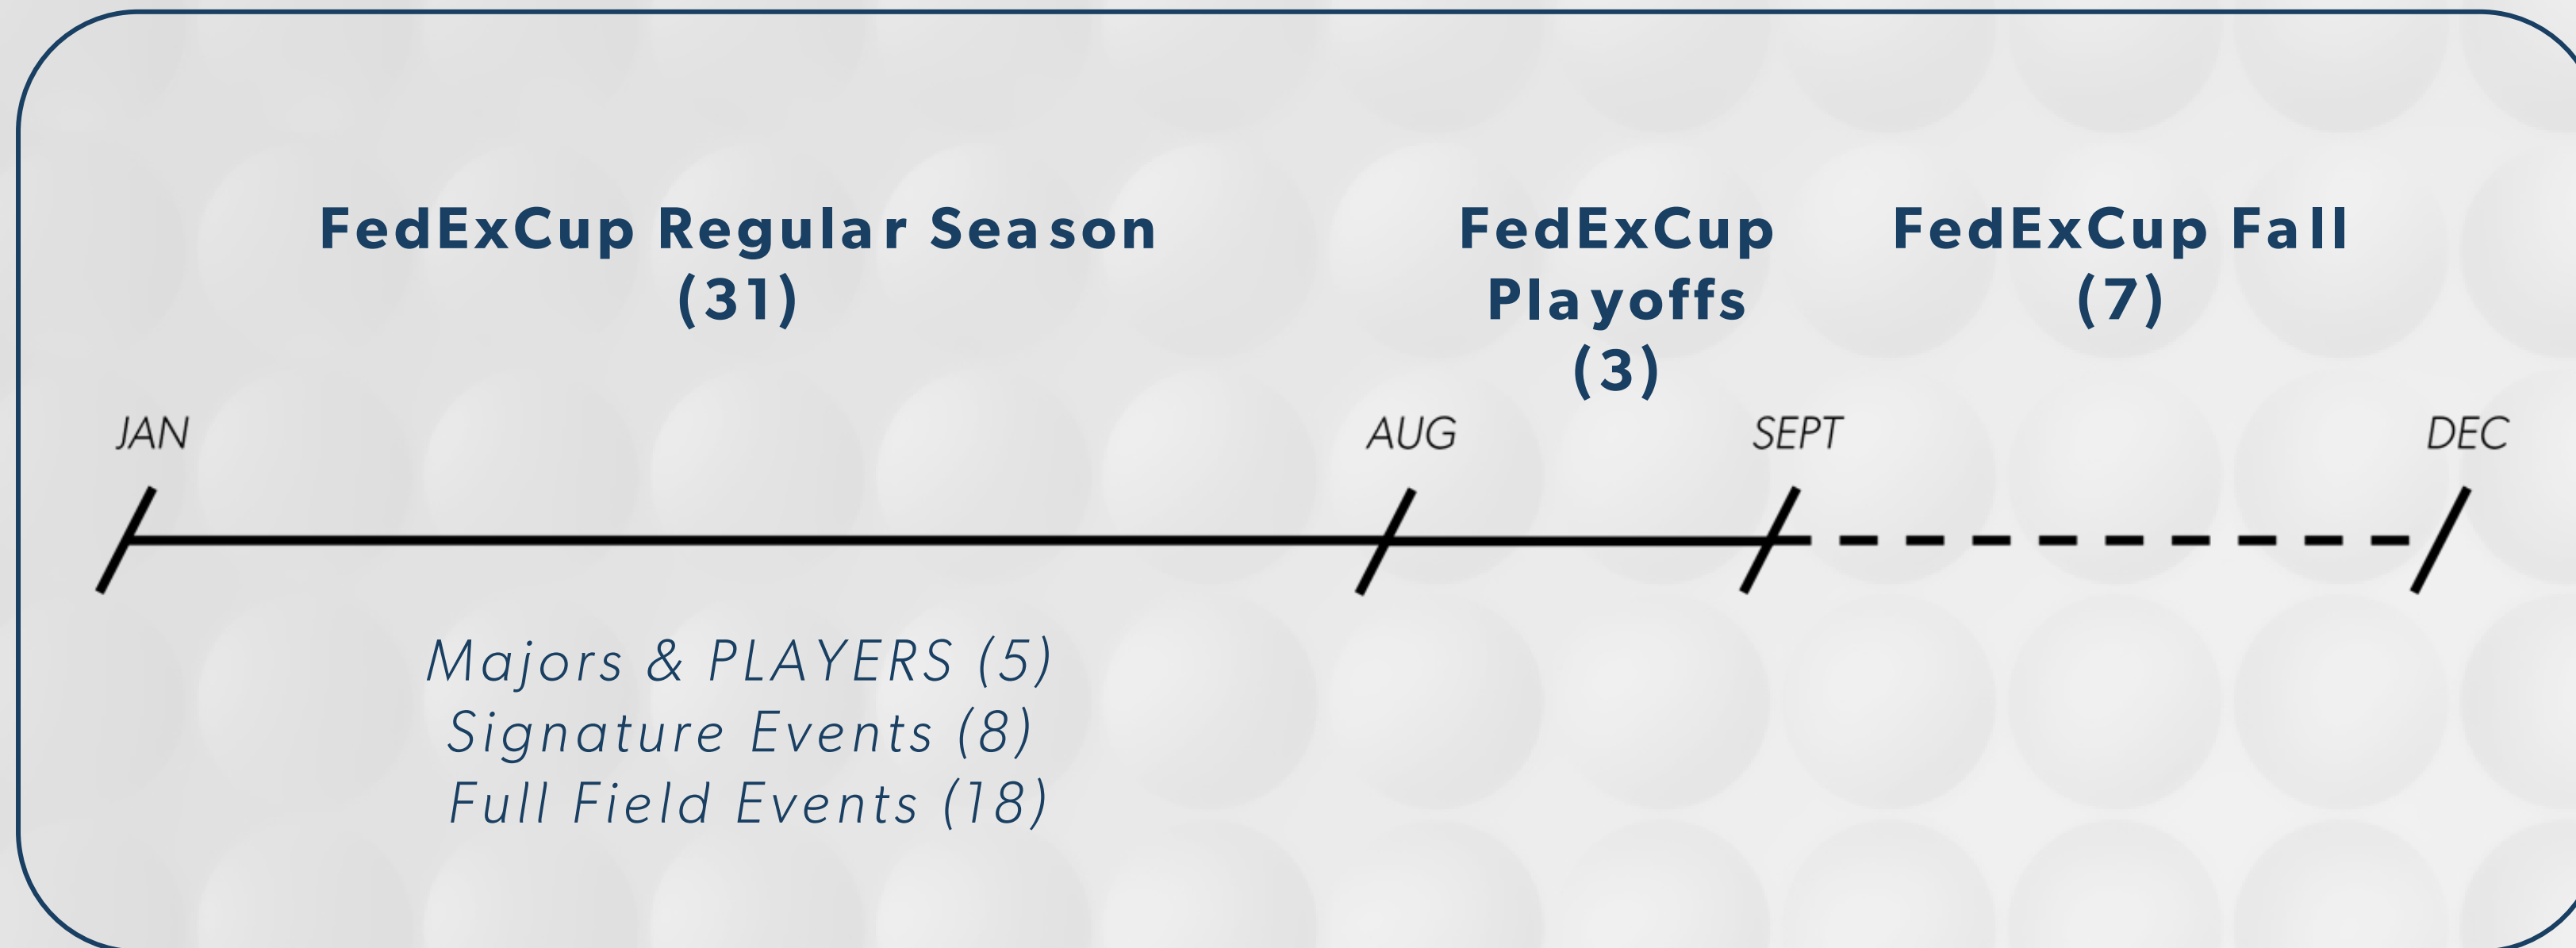 FedExCup Regular Season
(31)
FedExCup
Playoffs
(3)
FedExCup Fall
(7)
JAN
AUG
SEPT
DEC
Majors & PLAYERS (5)
Signature Events (8)
Full Field Events (18)